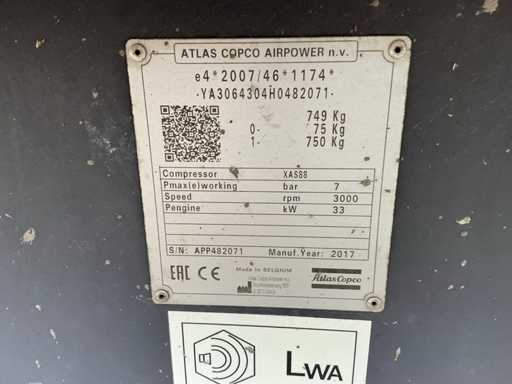 ATLAS COPCO AIRPOWER n.v.
e4*2007/46*1174*
-YA3064304H0482071-
749 Kg
0- 75 Kg
1- 750 Kg
Compressor XAS88
Pmax(e)working bar 7
Speed rpm 3000
Pengine kW 33
S/N: APP482071 Manuf.Year: 2017
EAC CE Made in BELGIUM
Atlas Copco
LWA